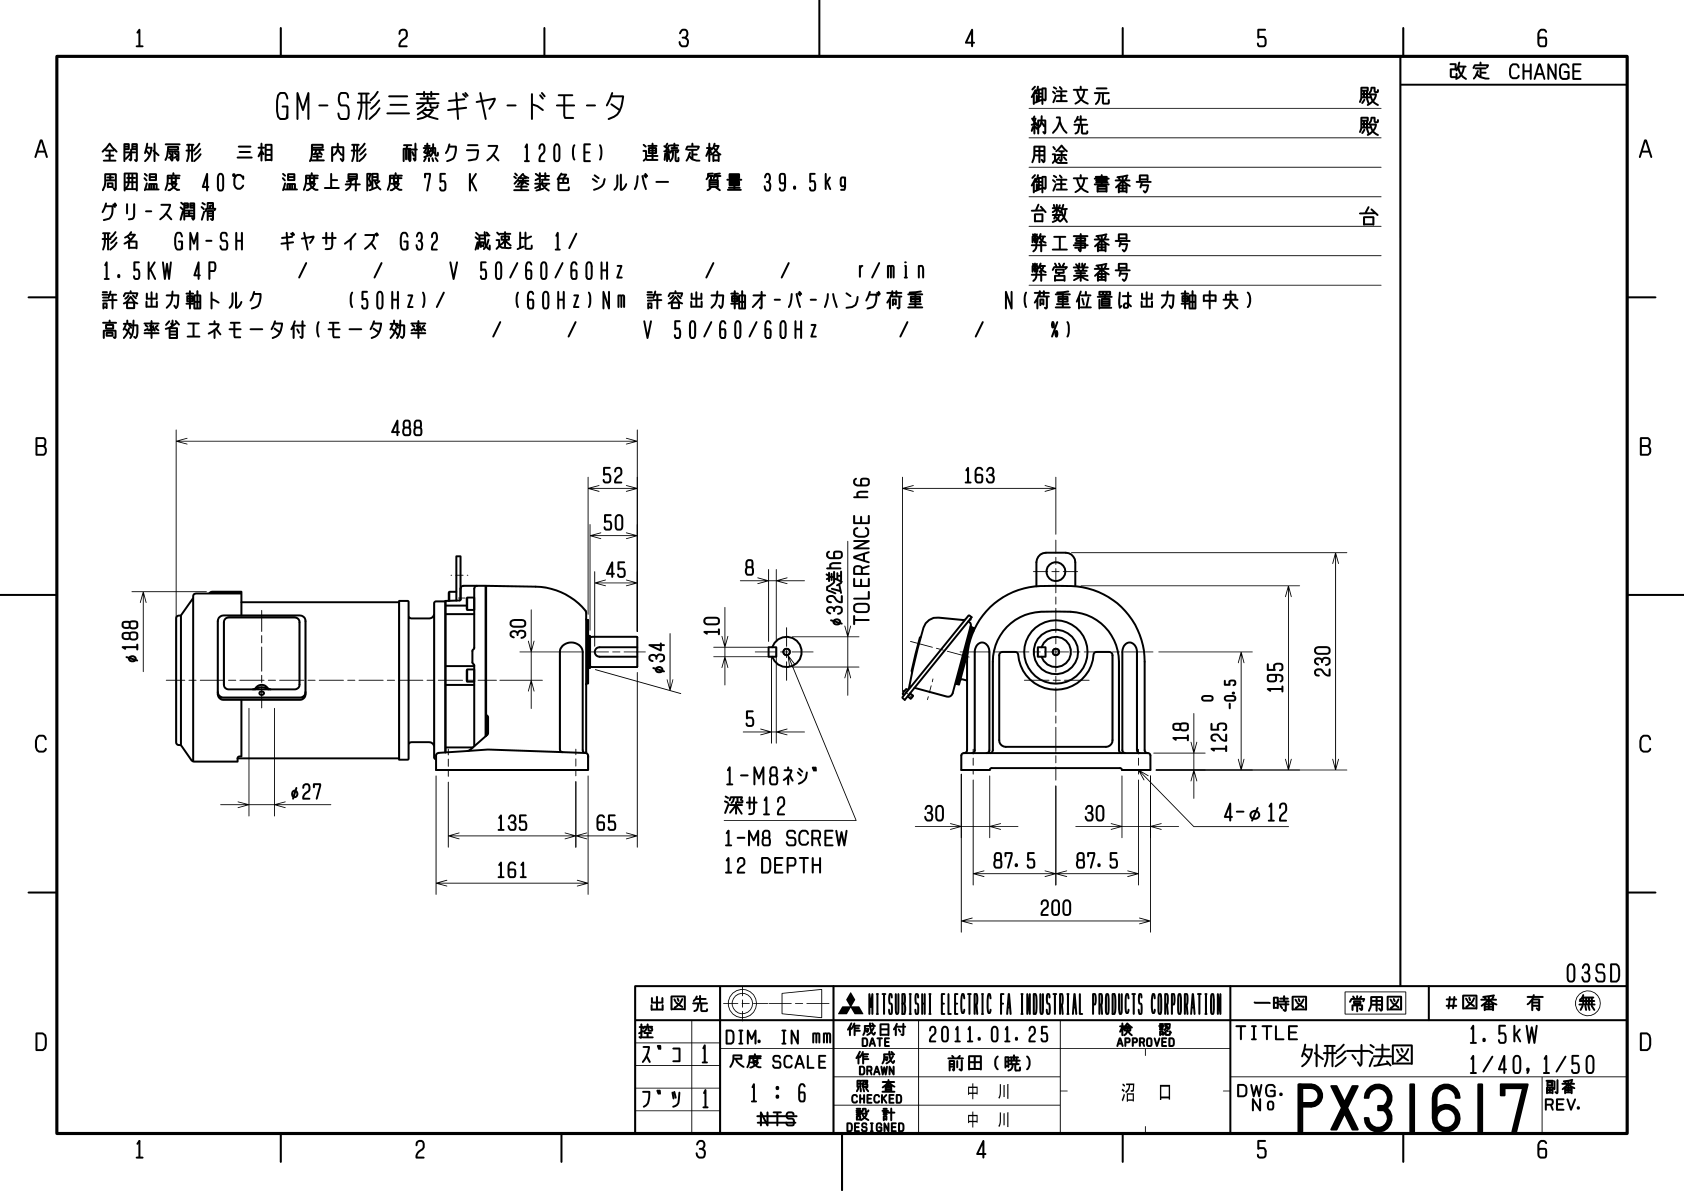 1 2 3 4 5 6
改定 CHANGE
A A
B B
C C
D D
GM-S形三菱ギヤードモータ
全閉外扇形 三相 屋内形 耐熱クラス 120(E) 連続定格
周囲温度 40℃ 温度上昇限度 75 K 塗装色 シルバー 質量 39.5kg
グリース潤滑
形名 GM-SH ギヤサイズ G32 減速比 1/
1.5KW 4P / / V 50/60/60Hz / / r/min
許容出力軸トルク (50Hz)/ (60Hz)Nm 許容出力軸オーバーハング荷重 N(荷重位置は出力軸中央)
高効率省エネモータ付(モータ効率 / / V 50/60/60Hz / / %)
御注文元 殿
納入先 殿
用途
御注文書番号
台数 台
弊工事番号
弊営業番号
488
52
50
45
30
φ34
φ188
φ27
135
65
161
8
10
5
φ32公差h6
TOLERANCE h6
1-M8ネジ
深サ12
1-M8 SCREW
12 DEPTH
163
230
195
125 0 -0.5
18
4-φ12
30
30
87.5
87.5
200
03SD
出図先
控
ズコ 1
ブツ 1
DIM. IN mm
尺度 SCALE
1 : 6
NTS
MITSUBISHI ELECTRIC FA INDUSTRIAL PRODUCTS CORPORATION
作成日付 DATE 2011.01.25
作成 DRAWN 前田(暁)
照査 CHECKED 中川
設計 DESIGNED 中川
検認 APPROVED
沼口
一時図 常用図
#図番 有 無
TITLE
外形寸法図
1.5kW
1/40,1/50
DWG. No PX31617
副番 REV.
1 2 3 4 5 6